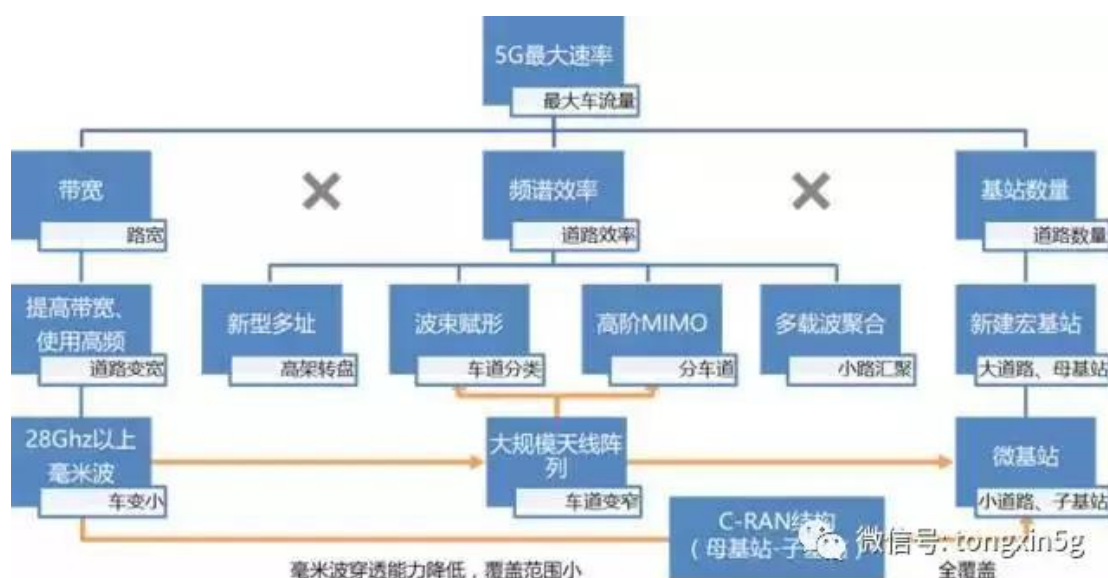 5G最大速率
最大车流量
带宽
路宽
频谱效率
道路效率
基站数量
道路数量
提高带宽、
使用高频
道路变宽
新型多址
高架转盘
波束赋形
车道分类
高阶MIMO
分车道
多载波聚合
小路汇聚
新建宏基站
大道路、母基站
28Ghz以上
毫米波
车变小
大规模天线阵
列
车道变窄
微基站
小道路、子基站
C-RAN结构
(母基站-子
微信号: tongxin5g
毫米波穿透能力降低，覆盖范围小
全覆盖